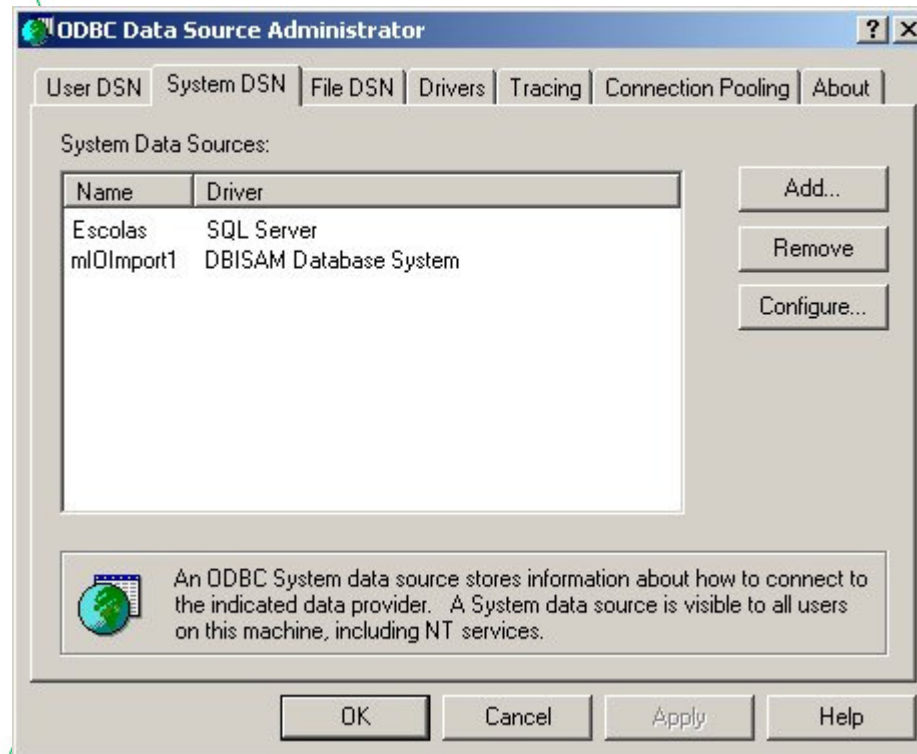 ODBC Data Source Administrator
User DSN System DSN File DSN Drivers Tracing Connection Pooling About
System Data Sources:
Name Driver
Escolas SQL Server
mIOImport1 DBISAM Database System
Add...
Remove
Configure...
An ODBC System data source stores information about how to connect to
the indicated data provider. A System data source is visible to all users
on this machine, including NT services.
OK Cancel Apply Help